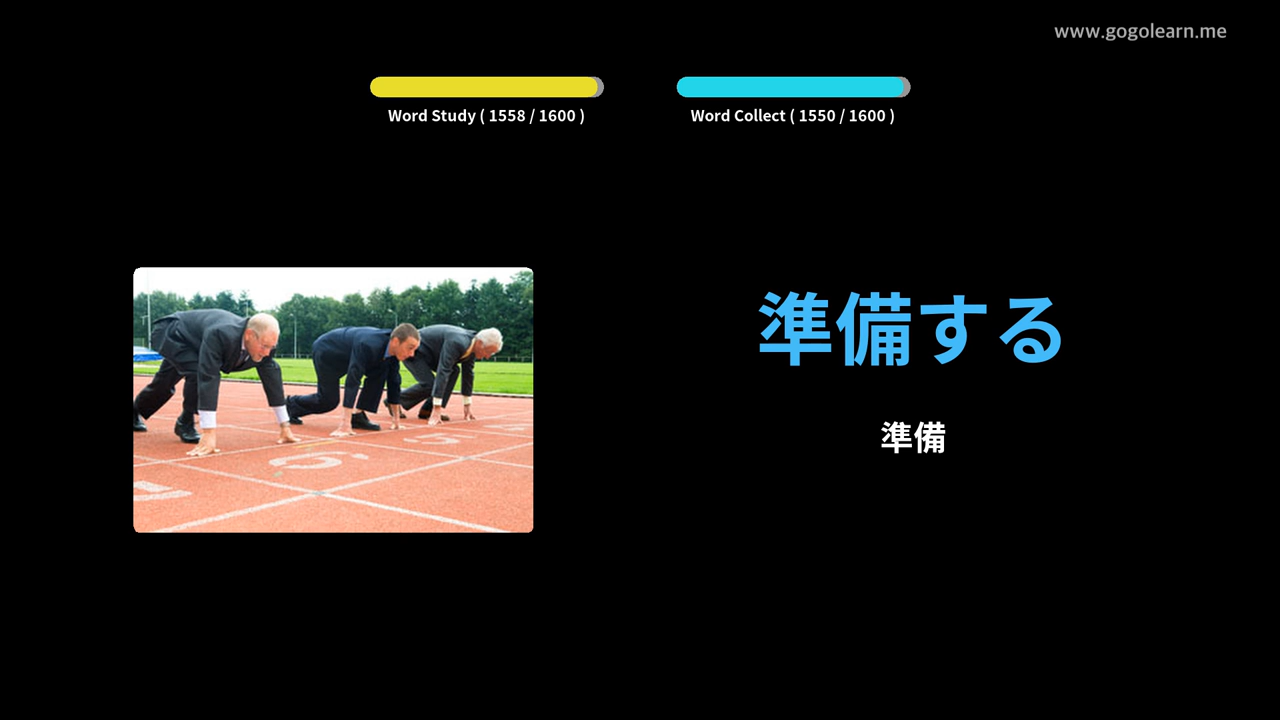 www.gogolearn.me
Word Study ( 1558 / 1600 )
Word Collect ( 1550 / 1600 )
準備する
準備